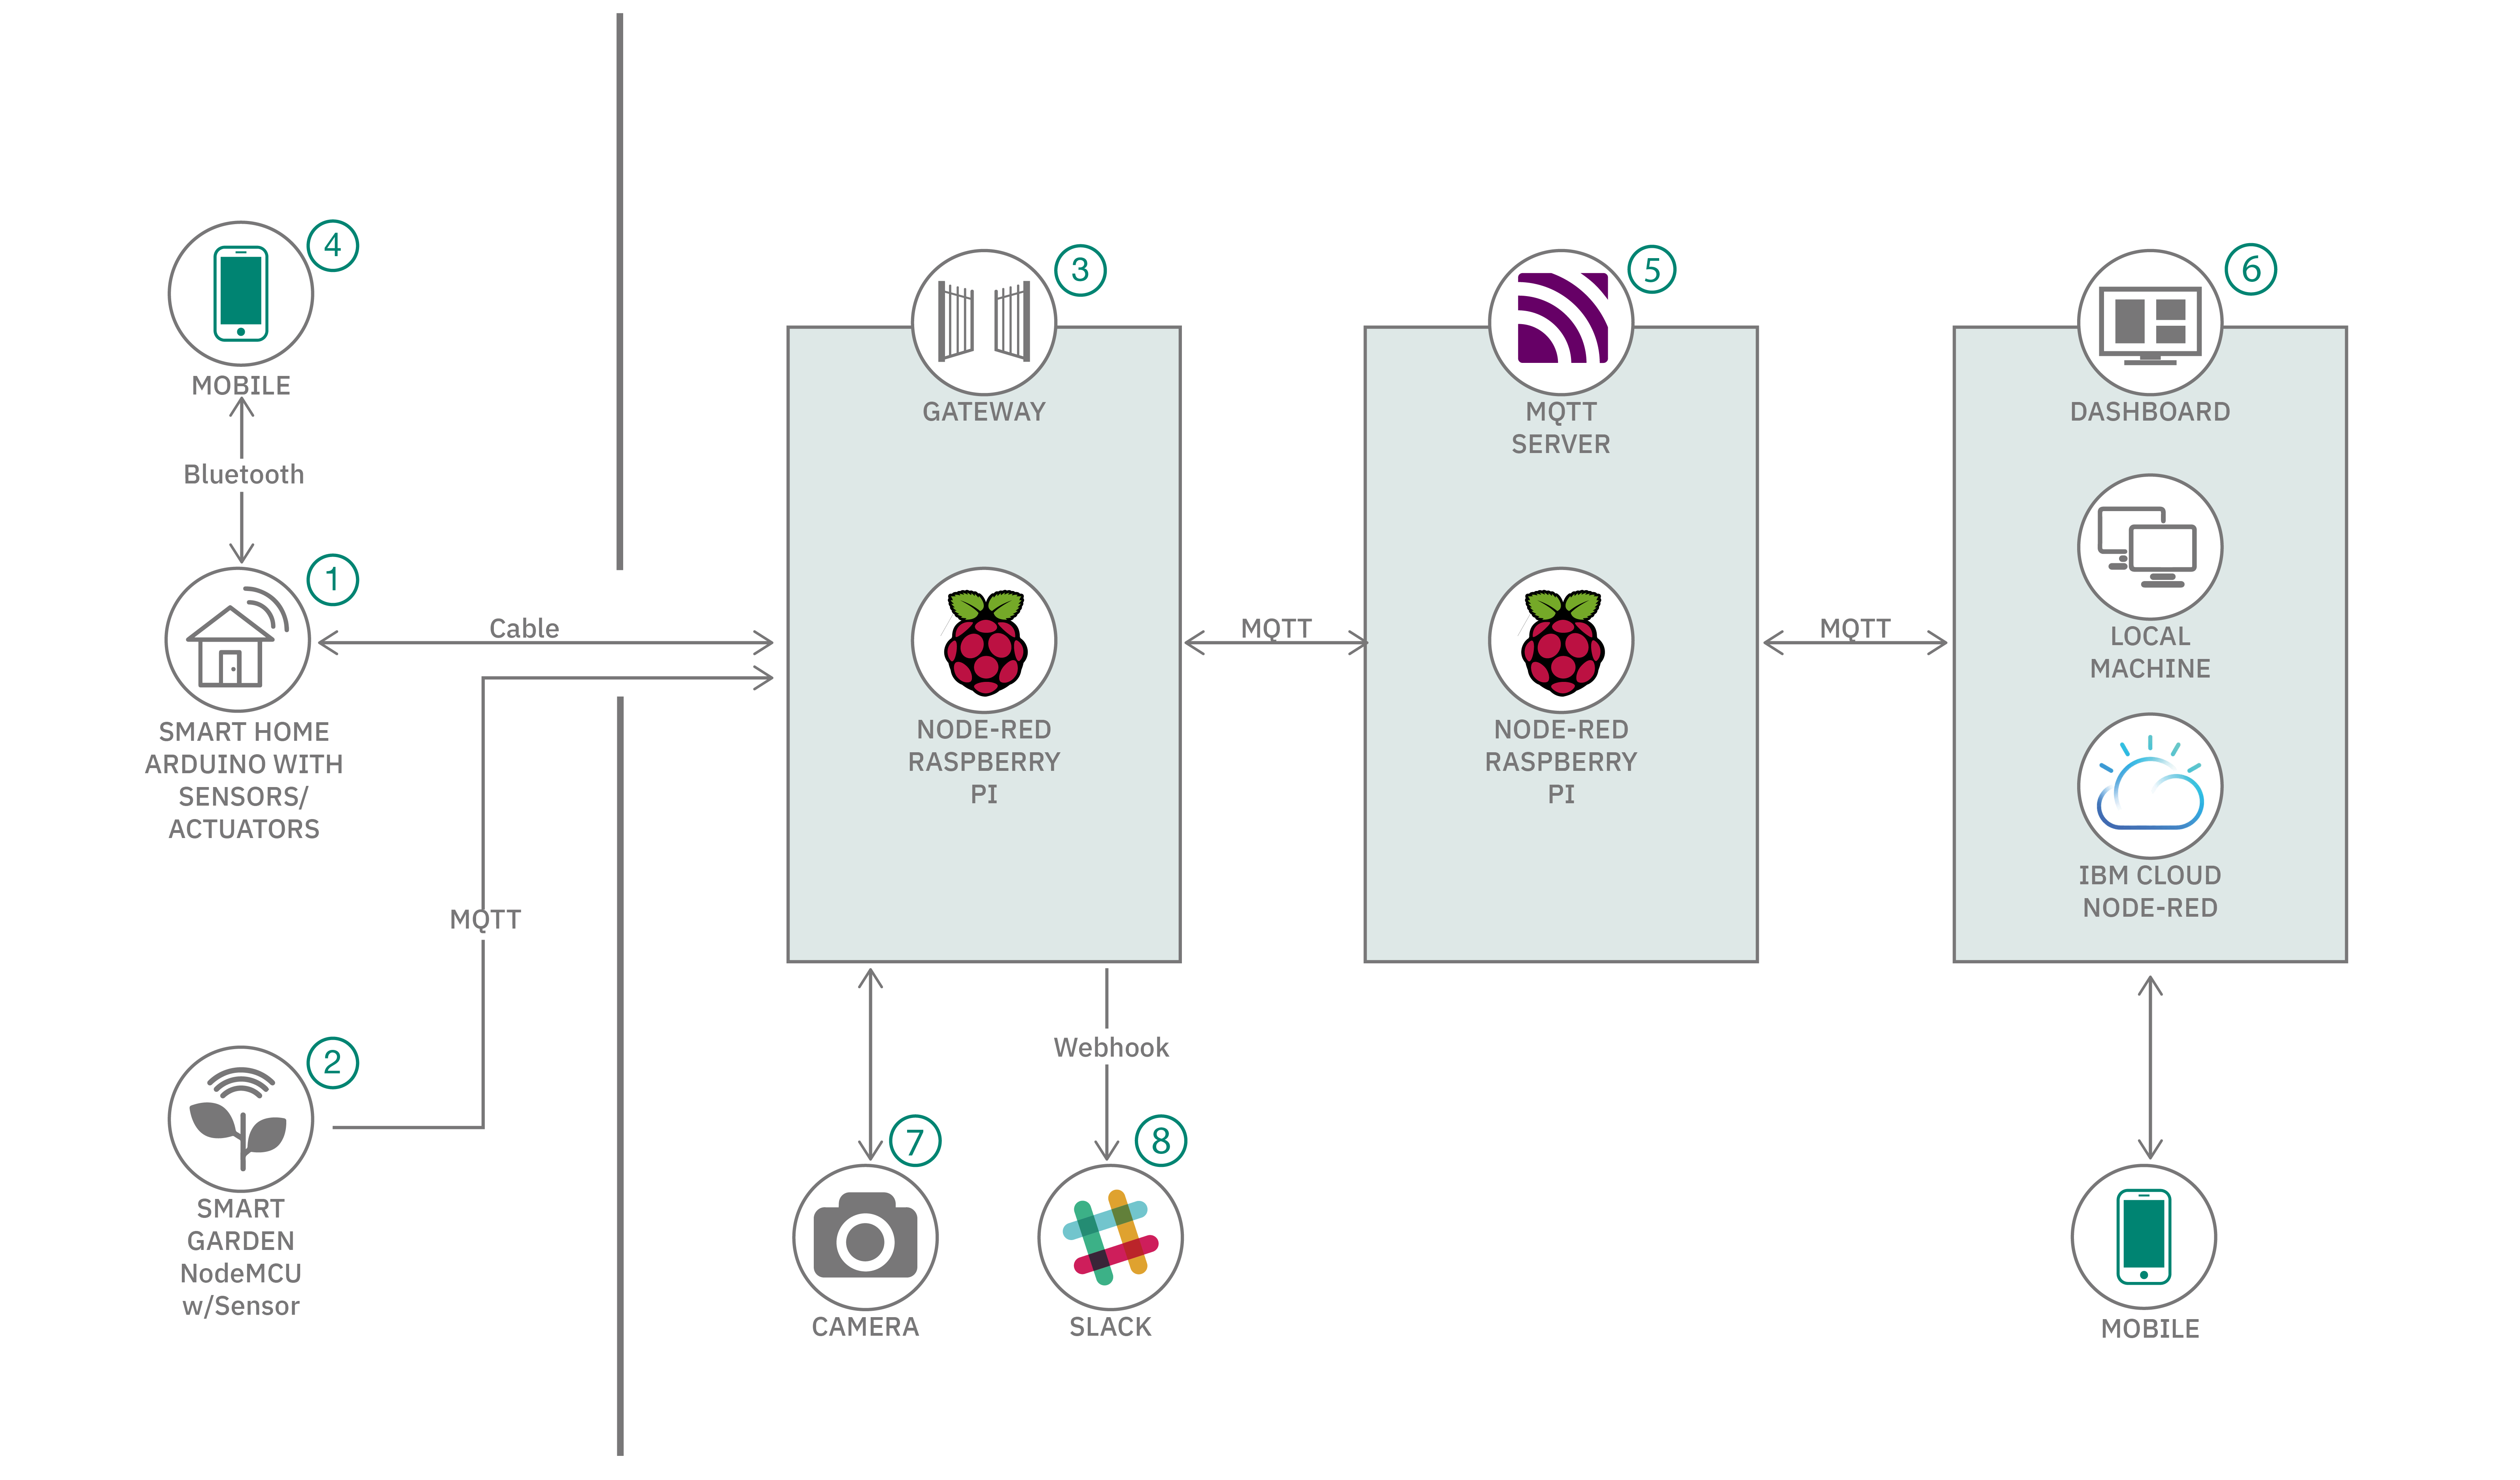 4
MOBILE
Bluetooth
1
SMART HOME
ARDUINO WITH
SENSORS/
ACTUATORS
Cable
MQTT
2
SMART
GARDEN
NodeMCU
w/Sensor
3
GATEWAY
NODE-RED
RASPBERRY
PI
MQTT
5
MQTT
SERVER
NODE-RED
RASPBERRY
PI
MQTT
6
DASHBOARD
LOCAL
MACHINE
IBM CLOUD
NODE-RED
7
CAMERA
Webhook
8
SLACK
MOBILE